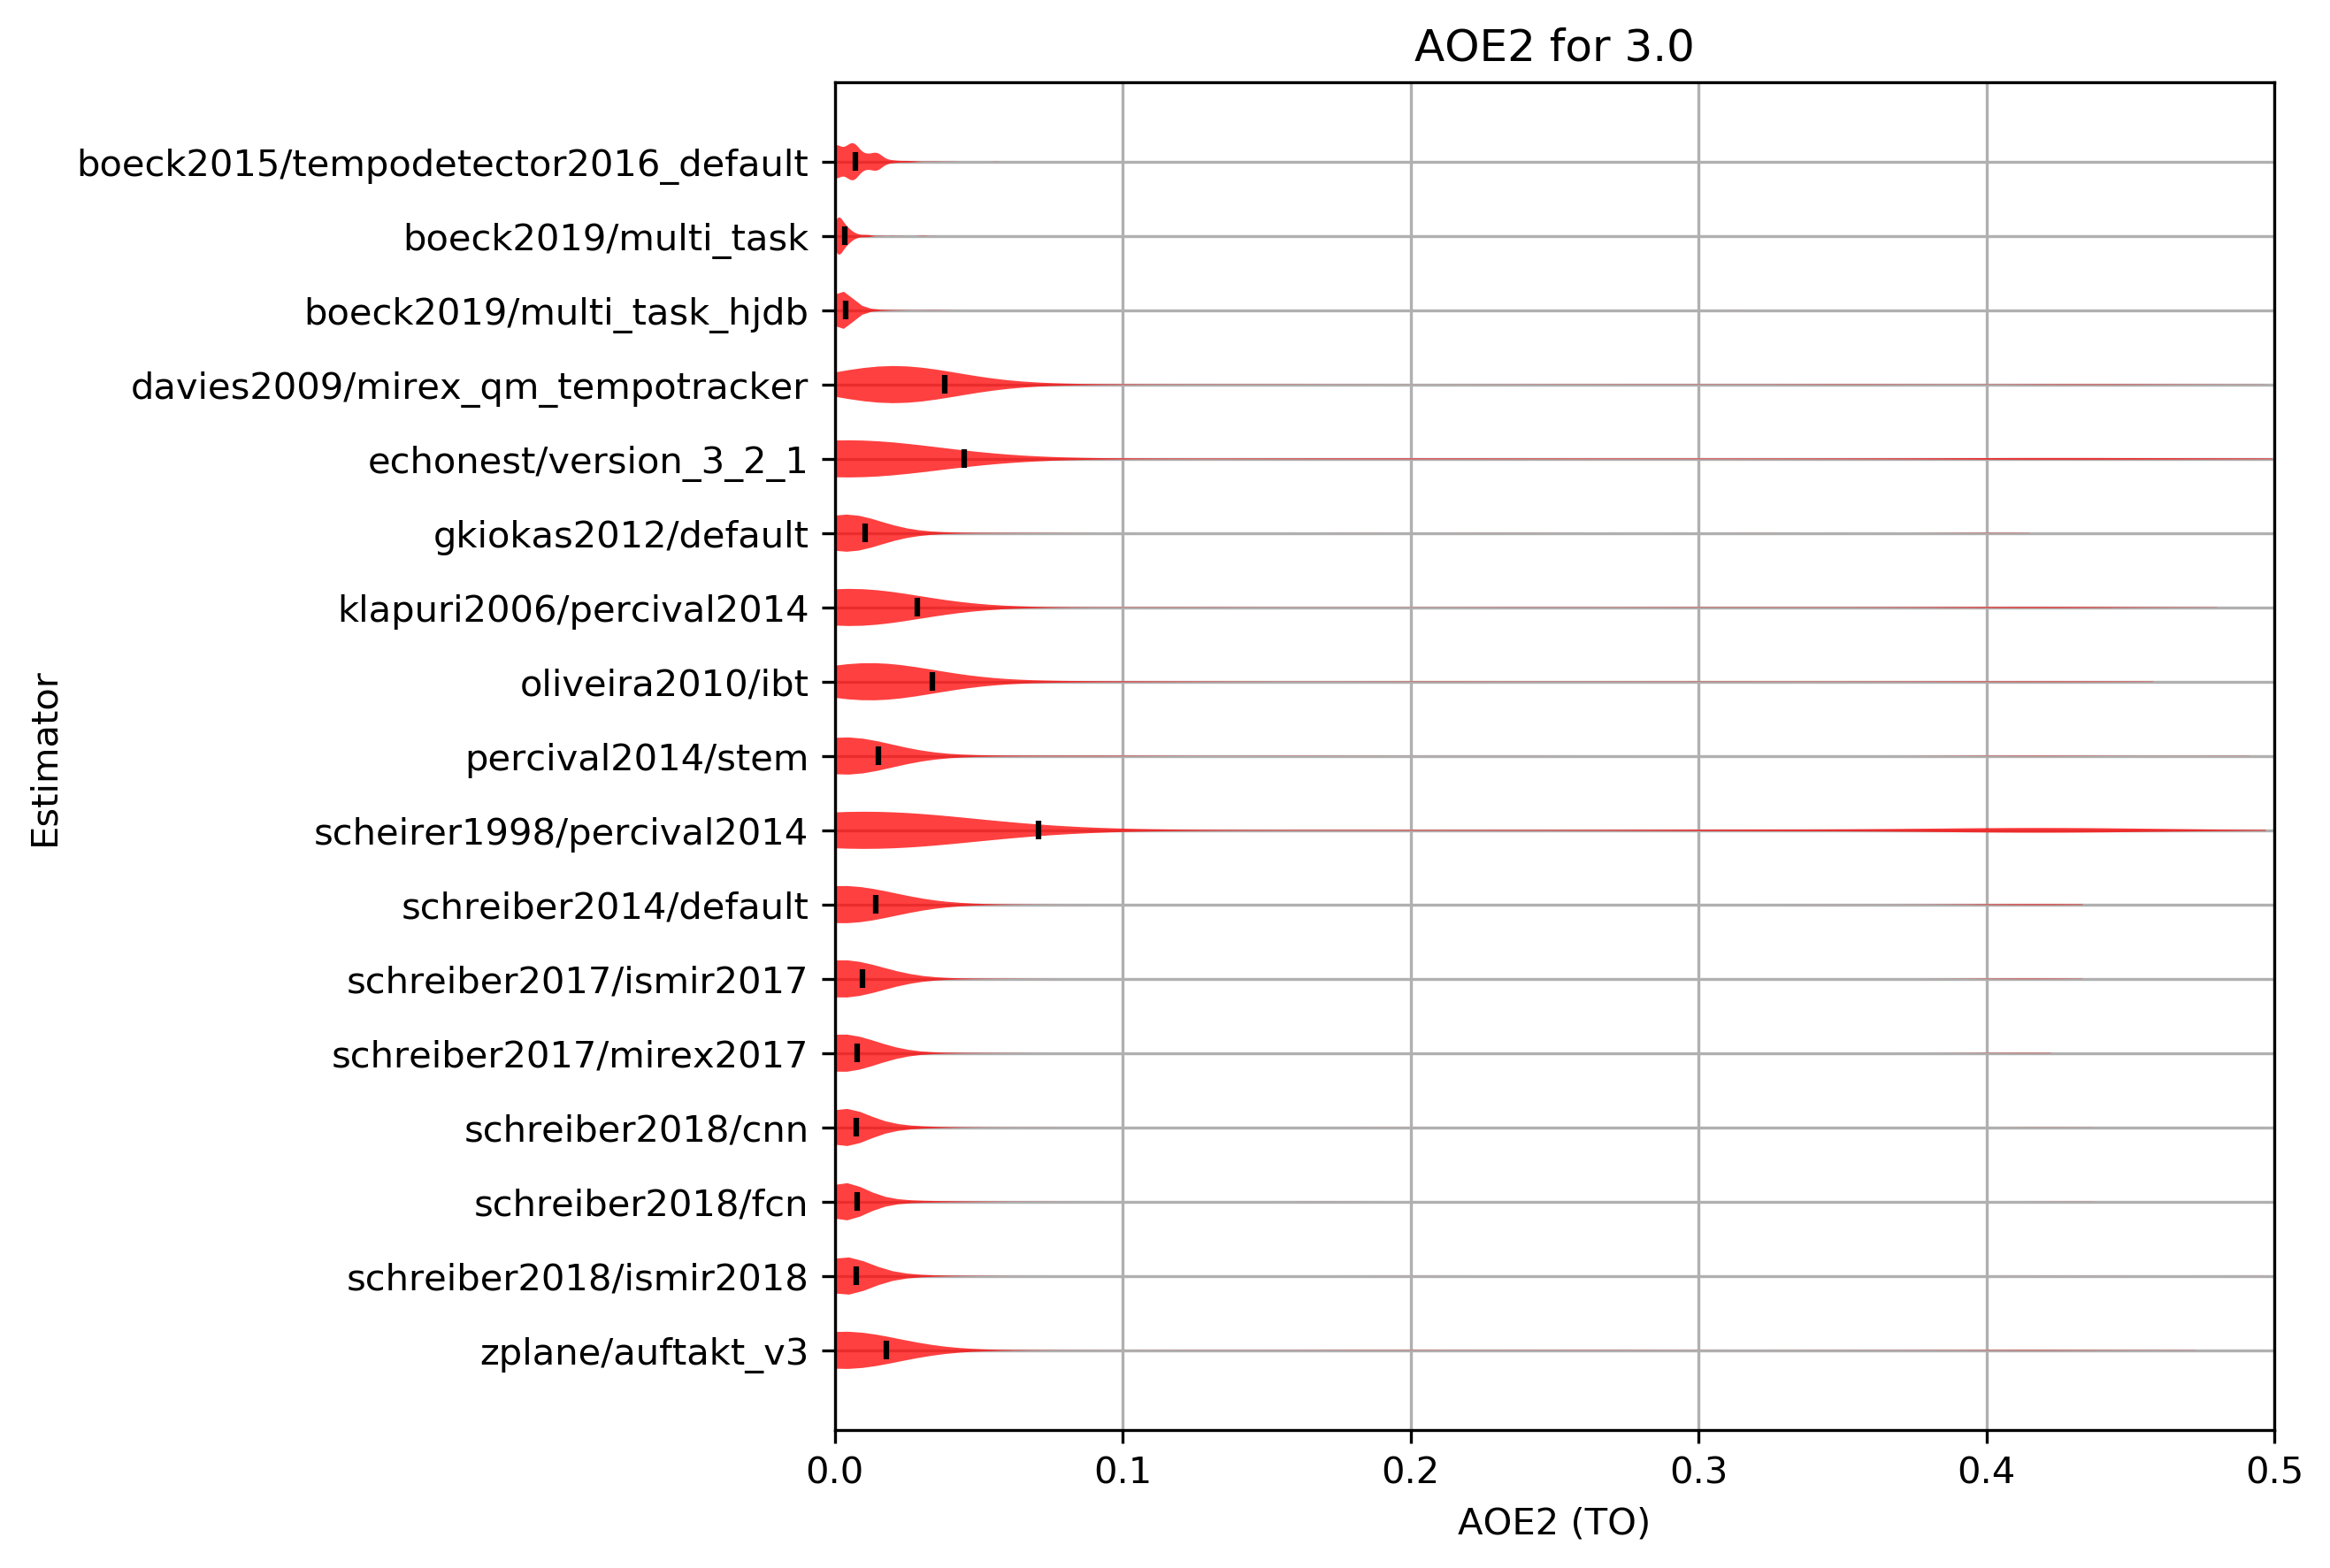 AOE2 for 3.0
boeck2015/tempodetector2016_default
boeck2019/multi_task
boeck2019/multi_task_hjdb
davies2009/mirex_qm_tempotracker
echonest/version_3_2_1
gkiokas2012/default
klapuri2006/percival2014
oliveira2010/ibt
percival2014/stem
scheirer1998/percival2014
schreiber2014/default
schreiber2017/ismir2017
schreiber2017/mirex2017
schreiber2018/cnn
schreiber2018/fcn
schreiber2018/ismir2018
zplane/auftakt_v3
Estimator
0.0 0.1 0.2 0.3 0.4 0.5
AOE2 (TO)